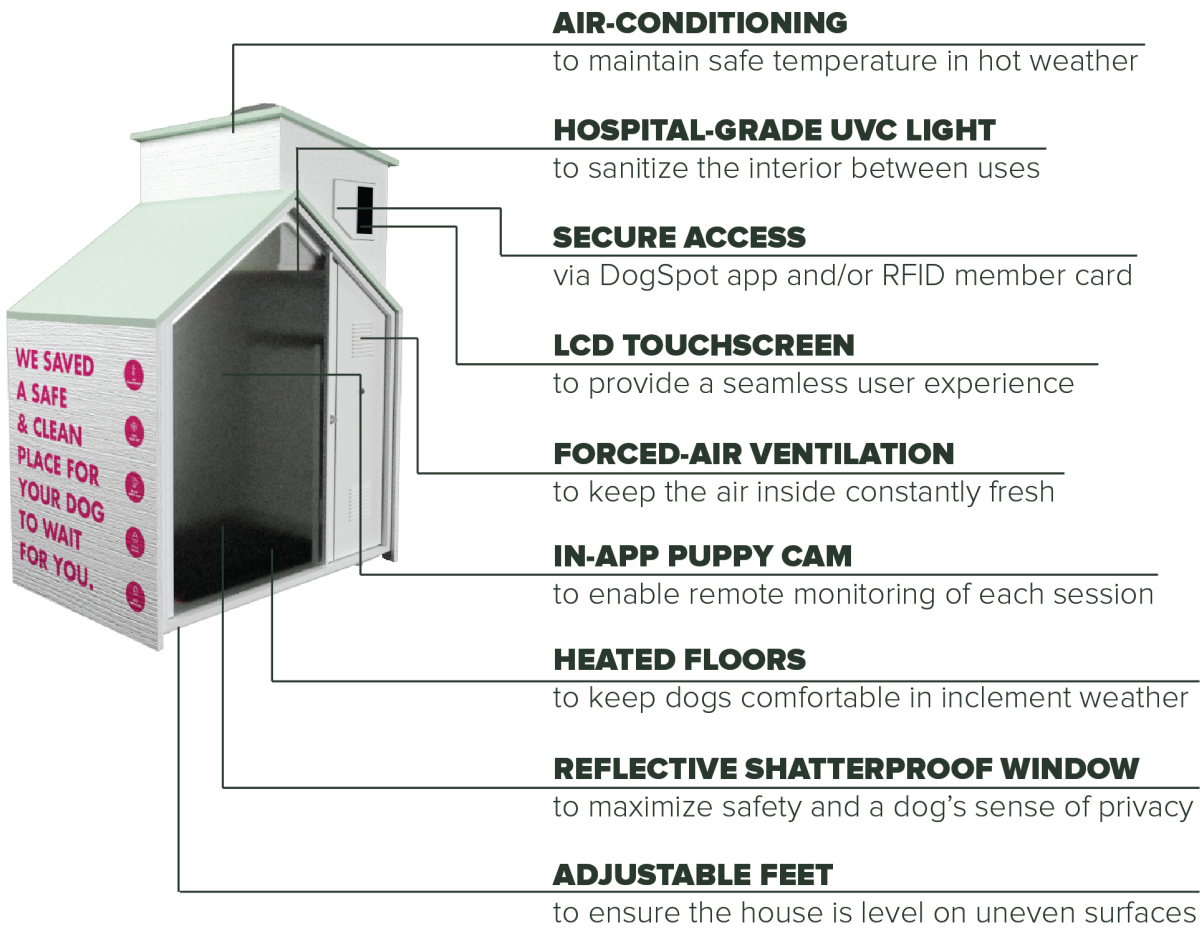 AIR-CONDITIONING
to maintain safe temperature in hot weather
HOSPITAL-GRADE UVC LIGHT
to sanitize the interior between uses
SECURE ACCESS
via DogSpot app and/or RFID member card
LCD TOUCHSCREEN
to provide a seamless user experience
FORCED-AIR VENTILATION
to keep the air inside constantly fresh
IN-APP PUPPY CAM
to enable remote monitoring of each session
HEATED FLOORS
to keep dogs comfortable in inclement weather
REFLECTIVE SHATTERPROOF WINDOW
to maximize safety and a dog's sense of privacy
ADJUSTABLE FEET
to ensure the house is level on uneven surfaces
WE SAVED
A SAFE
& CLEAN
PLACE FOR
YOUR DOG
TO WAIT
FOR YOU.